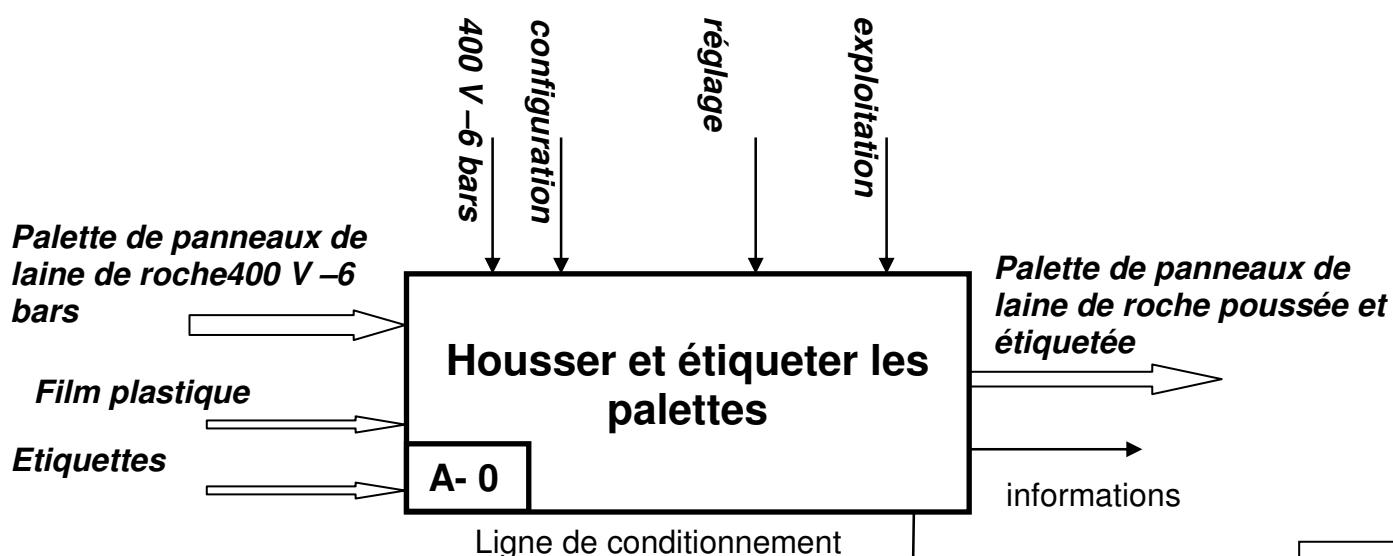 400 V –6 bars
configuration
réglage
exploitation
Palette de panneaux de
laine de roche400 V –6
bars
Film plastique
Etiquettes
Housser et étiqueter les
palettes
A- 0
Palette de panneaux de
laine de roche poussée et
étiquetée
informations
Ligne de conditionnement